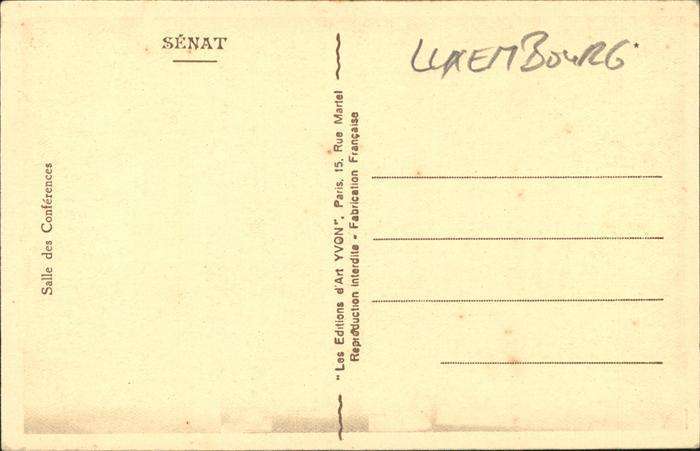 SÉNAT
LUXEMBOURG
Salle des Conférences
"Les Editions d'Art YVON", Paris. 15, Rue Martel
Reproduction Interdite - Fabrication Française